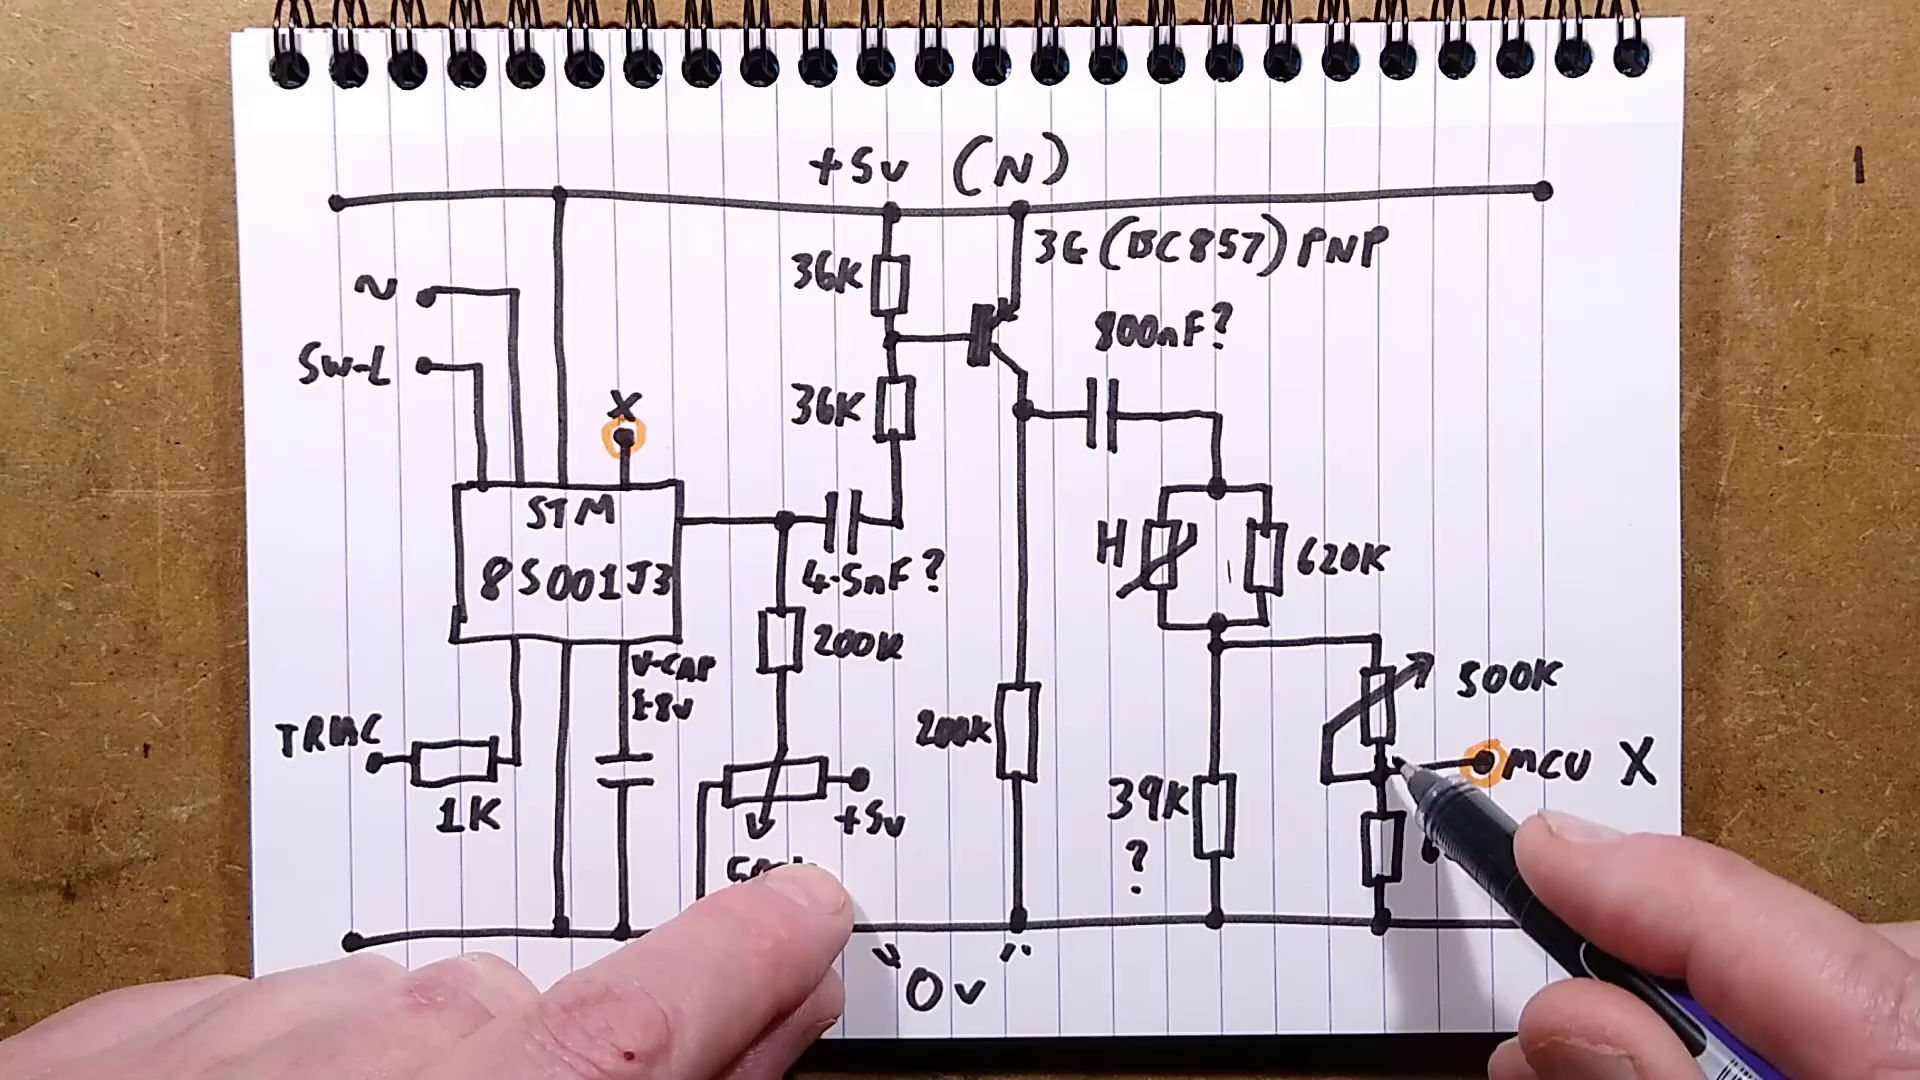 +5v (N)
36K
3G (BC857) PNP
N
SW-L
X
36K
800nF?
STM
8S001J3
4.5nF?
H
620K
200K
V-CAP
1-8v
500K
TRIAC
1K
+5v
200K
39K
?
MCU X
"0v"